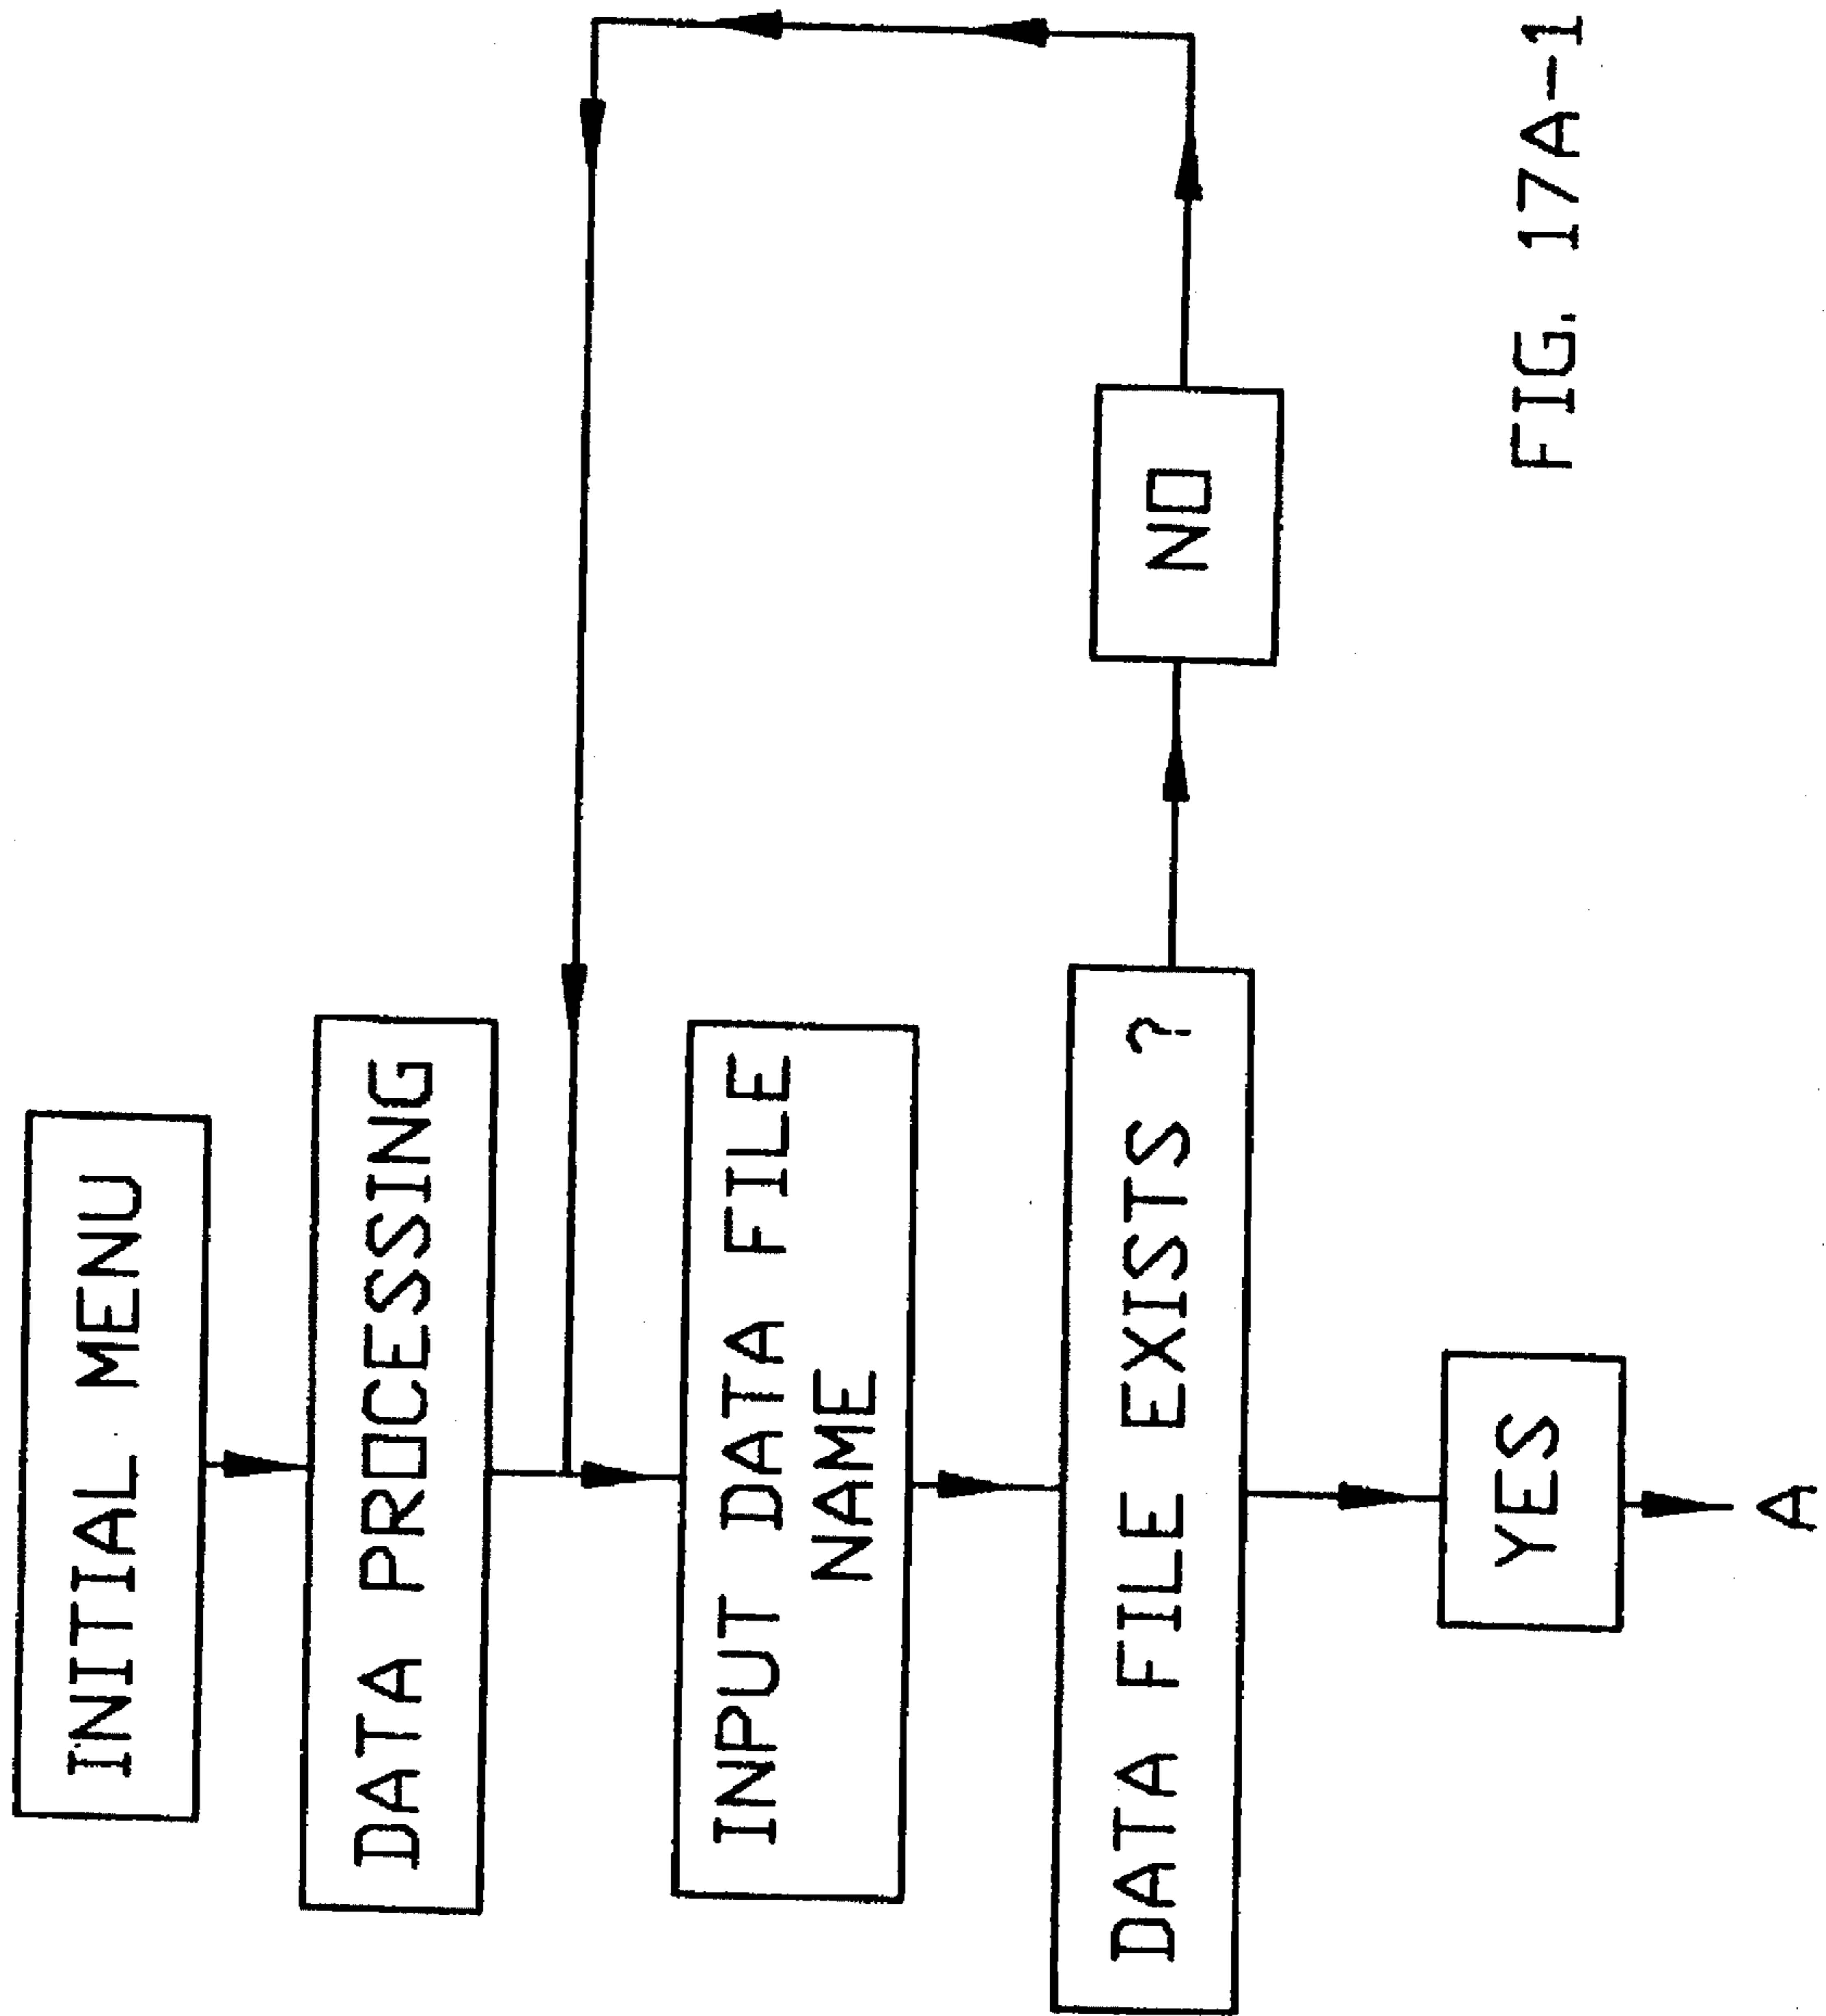 INITIAL MENU
DATA PROCESSING
INPUT DATA FILE
NAME
DATA FILE EXISTS ?
NO
YES
A
FIG. 17A-1